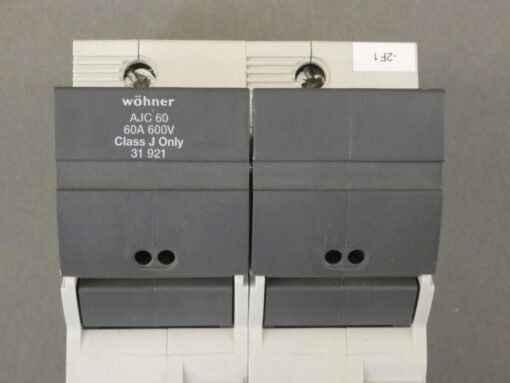 wöhner
AJC 60
60A 600V
Class J Only
31 921
-2F1